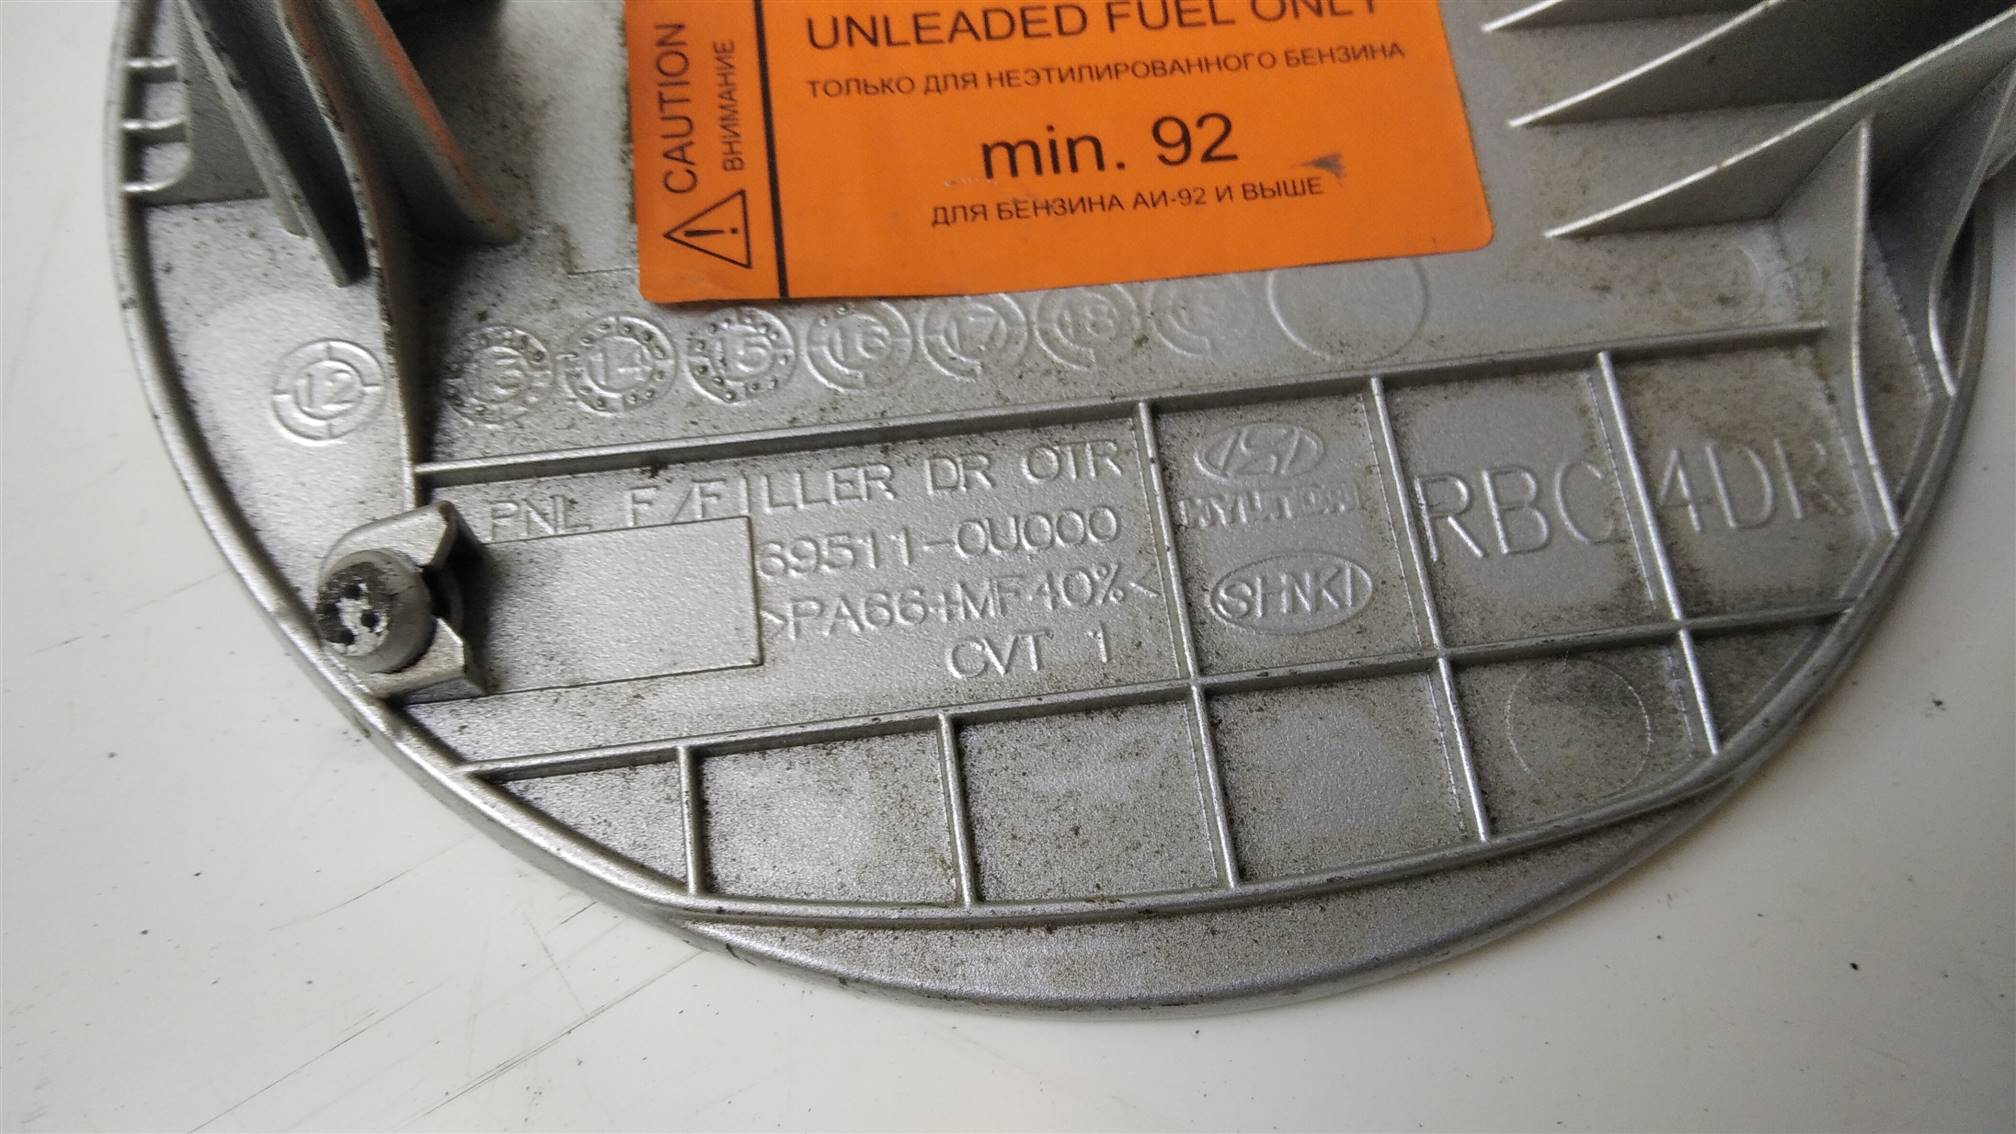 CAUTION
ВНИМАНИЕ
UNLEADED FUEL ONLY
ТОЛЬКО ДЛЯ НЕЭТИЛИРОВАННОГО БЕНЗИНА
min. 92
ДЛЯ БЕНЗИНА АИ-92 И ВЫШЕ
12 13 14 15 16 17 18 19
PNL F/FILLER DR OTR
69511-0U000
>PA66+MF40%<
CVT 1
HYUNDAI
SHNKI
RBC 4DR